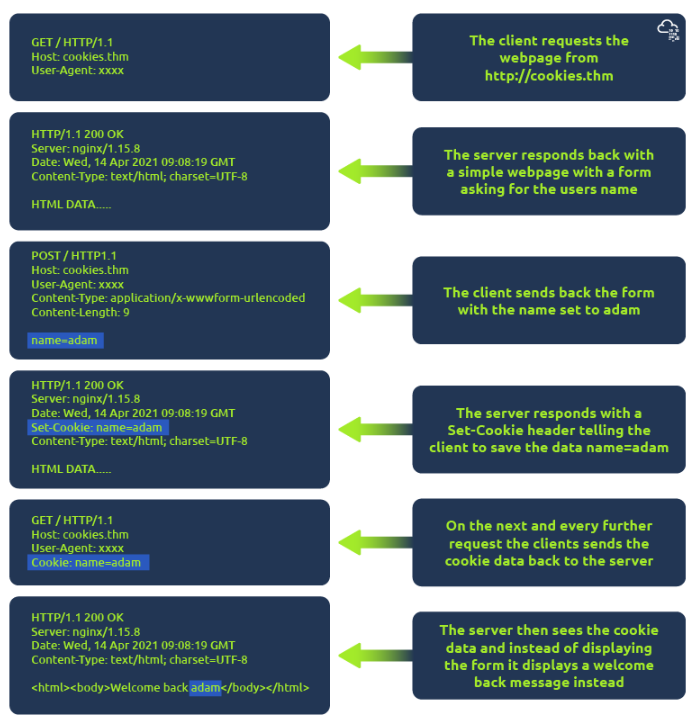 GET / HTTP/1.1
Host: cookies.thm
User-Agent: xxxx
The client requests the
webpage from
http://cookies.thm
HTTP/1.1 200 OK
Server: nginx/1.15.8
Date: Wed, 14 Apr 2021 09:08:19 GMT
Content-Type: text/html; charset=UTF-8
HTML DATA.....
The server responds back with
a simple webpage with a form
asking for the users name
POST / HTTP1.1
Host: cookies.thm
User-Agent: xxxx
Content-Type: application/x-wwwform-urlencoded
Content-Length: 9
name=adam
The client sends back the form
with the name set to adam
HTTP/1.1 200 OK
Server: nginx/1.15.8
Date: Wed, 14 Apr 2021 09:08:19 GMT
Set-Cookie: name=adam
Content-Type: text/html; charset=UTF-8
HTML DATA.....
The server responds with a
Set-Cookie header telling the
client to save the data name=adam
GET / HTTP/1.1
Host: cookies.thm
User-Agent: xxxx
Cookie: name=adam
On the next and every further
request the clients sends the
cookie data back to the server
HTTP/1.1 200 OK
Server: nginx/1.15.8
Date: Wed, 14 Apr 2021 09:08:19 GMT
Content-Type: text/html; charset=UTF-8
<html><body>Welcome back adam</body></html>
The server then sees the cookie
data and instead of displaying
the form it displays a welcome
back message instead